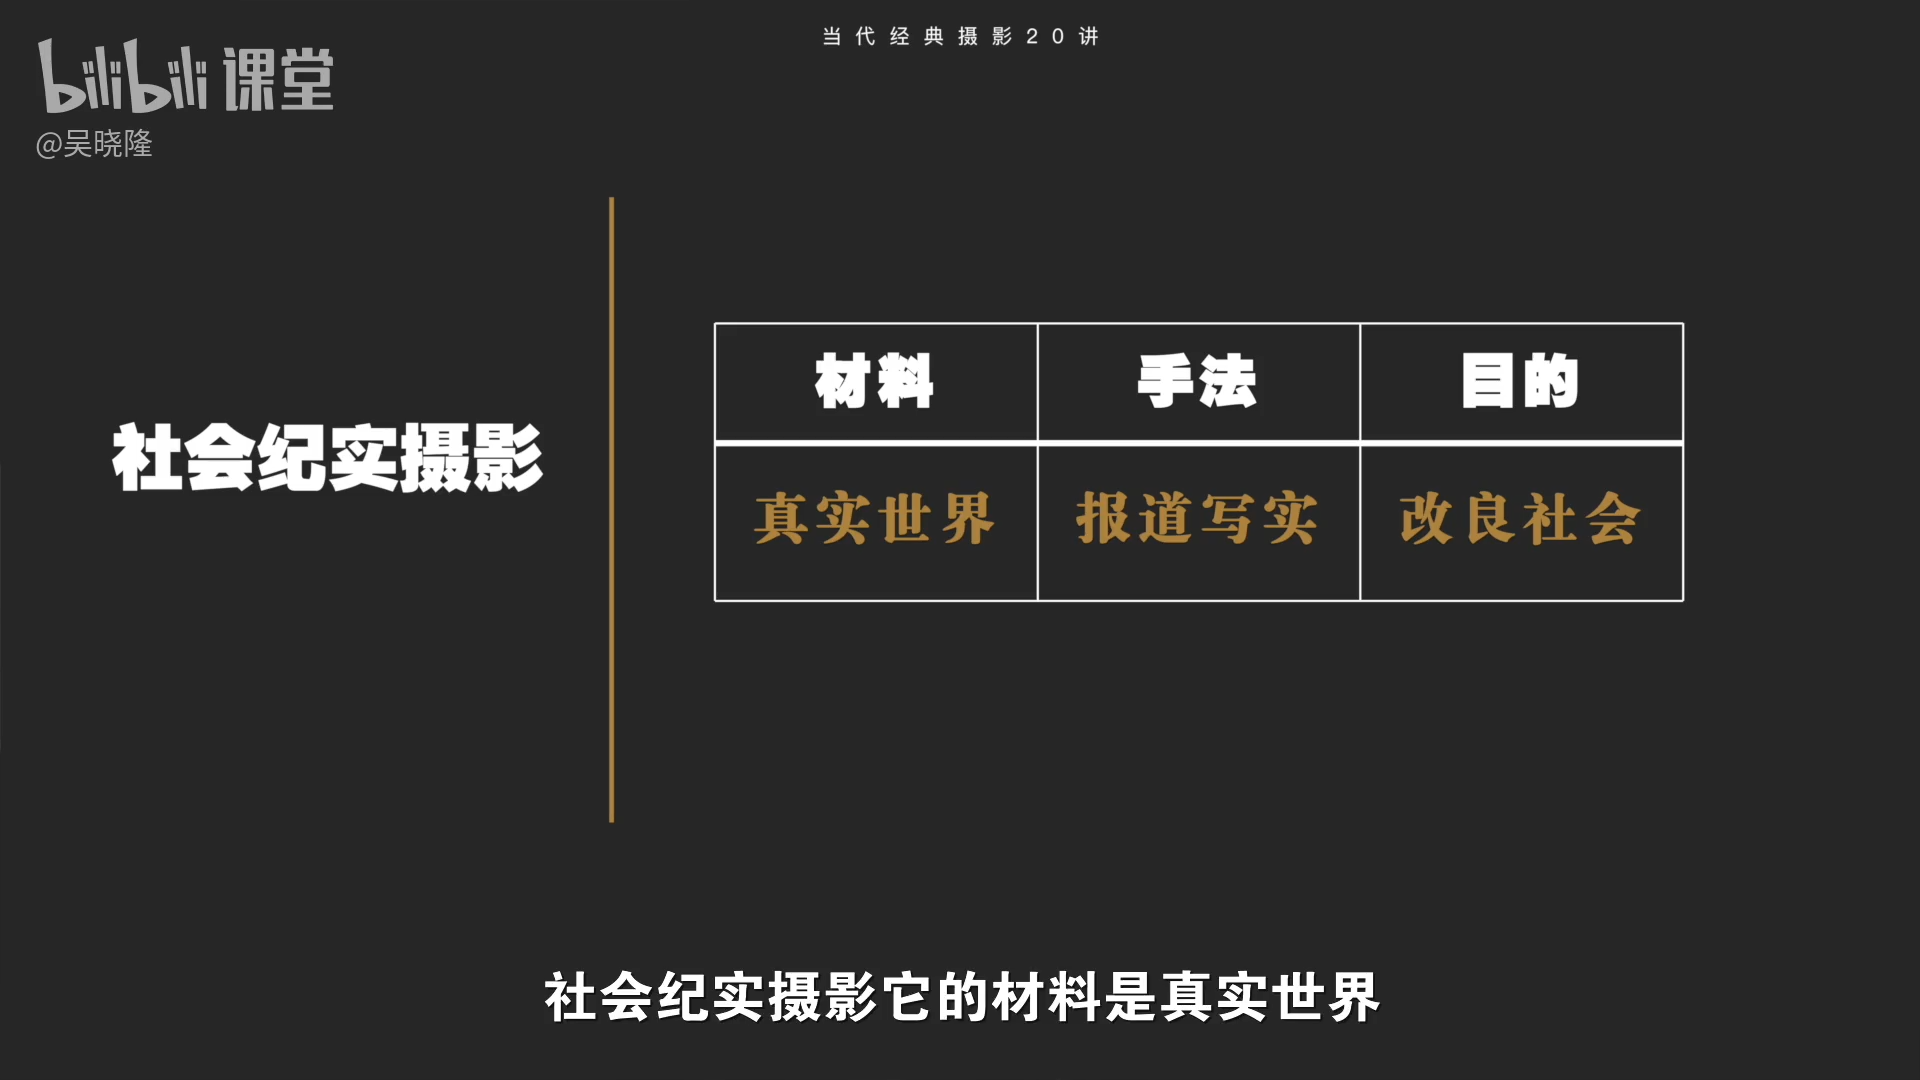 当代经典摄影20讲
bilibili 课堂
@吴晓隆
社会纪实摄影
材料 手法 目的
真实世界 报道写实 改良社会
社会纪实摄影它的材料是真实世界